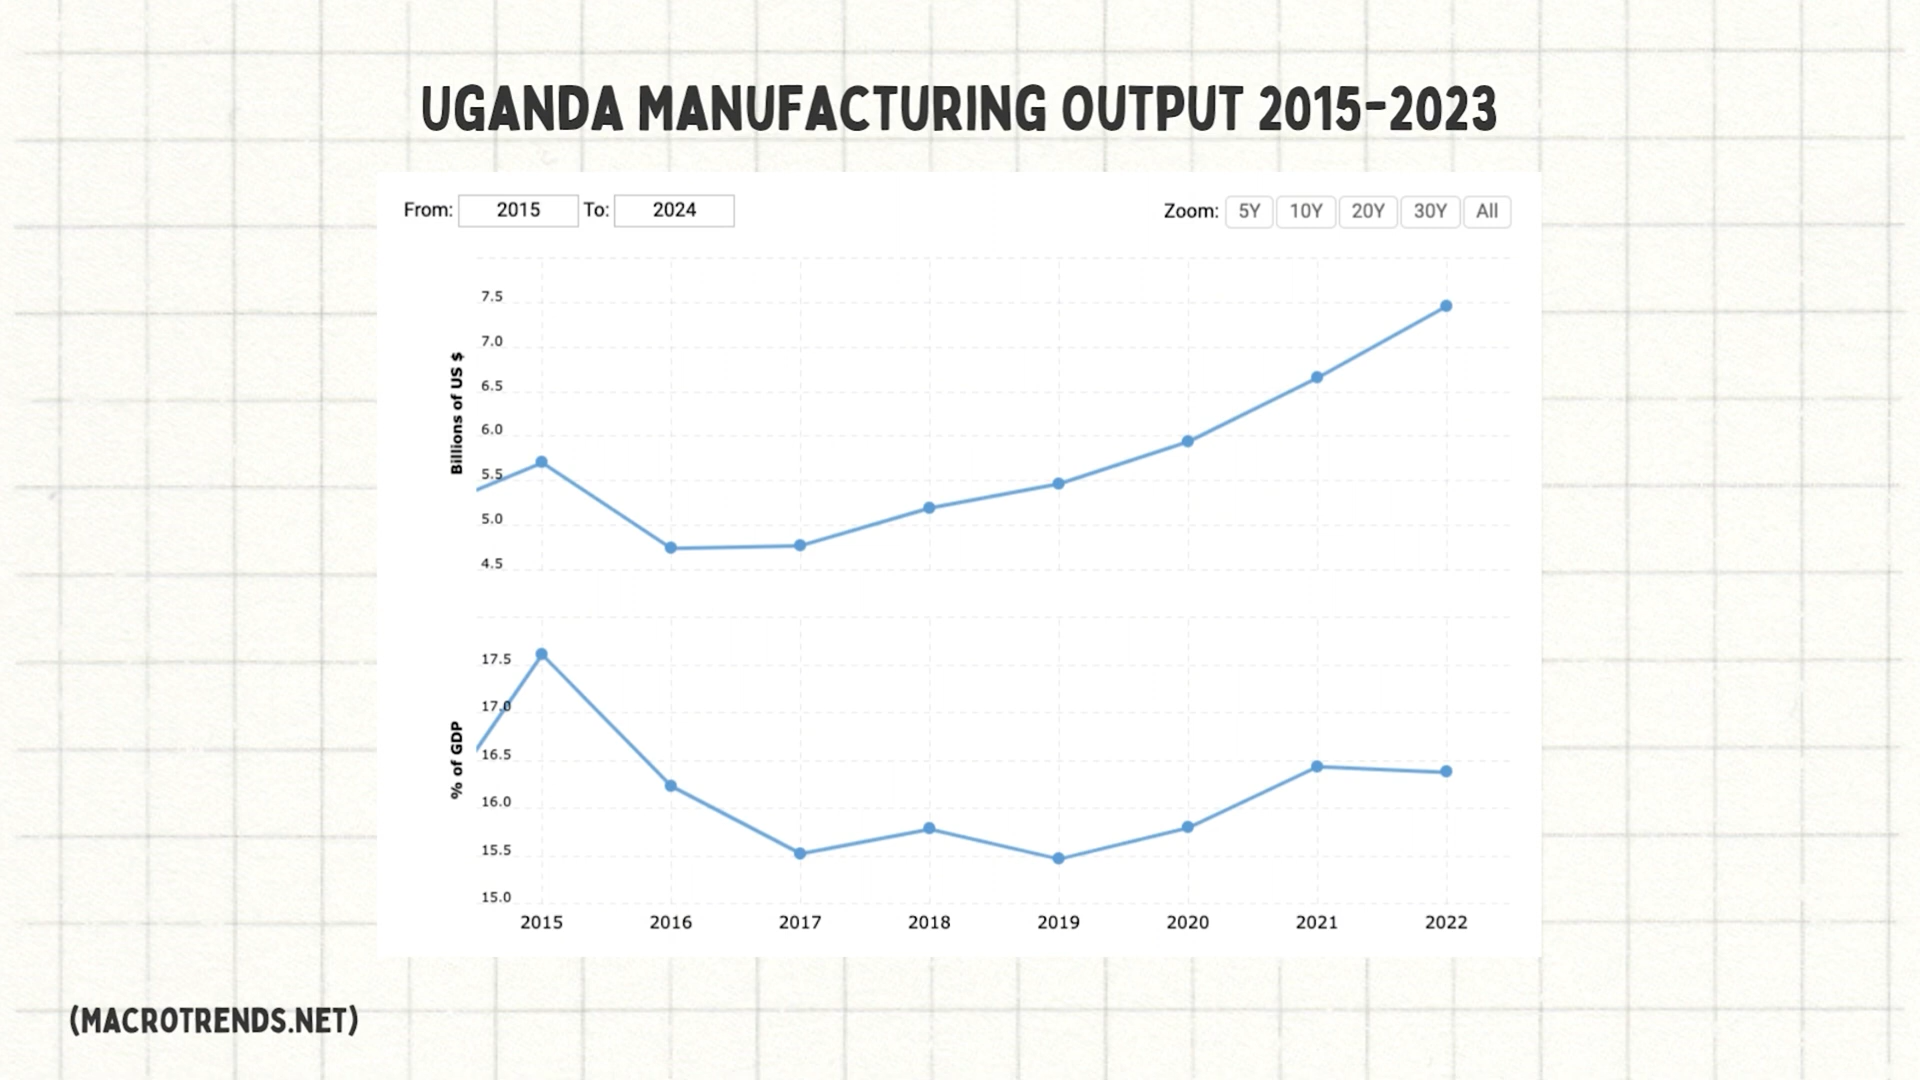 UGANDA MANUFACTURING OUTPUT 2015-2023
From: 2015 To: 2024
Zoom: 5Y 10Y 20Y 30Y All
Billions of US $
7.5
7.0
6.5
6.0
5.5
5.0
4.5
% of GDP
17.5
17.0
16.5
16.0
15.5
15.0
2015 2016 2017 2018 2019 2020 2021 2022
(MACROTRENDS.NET)